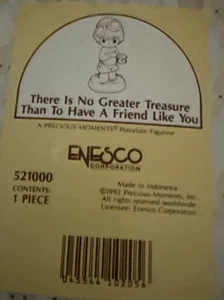 There Is No Greater Treasure
Than To Have A Friend Like You
A PRECIOUS MOMENTS® Porcelain Figurine
ENESCO
CORPORATION
521000
CONTENTS:
1 PIECE
Made in Indonesia
©1992 Precious Moments, Inc.
All rights reserved worldwide
Licensee: Enesco Corporation